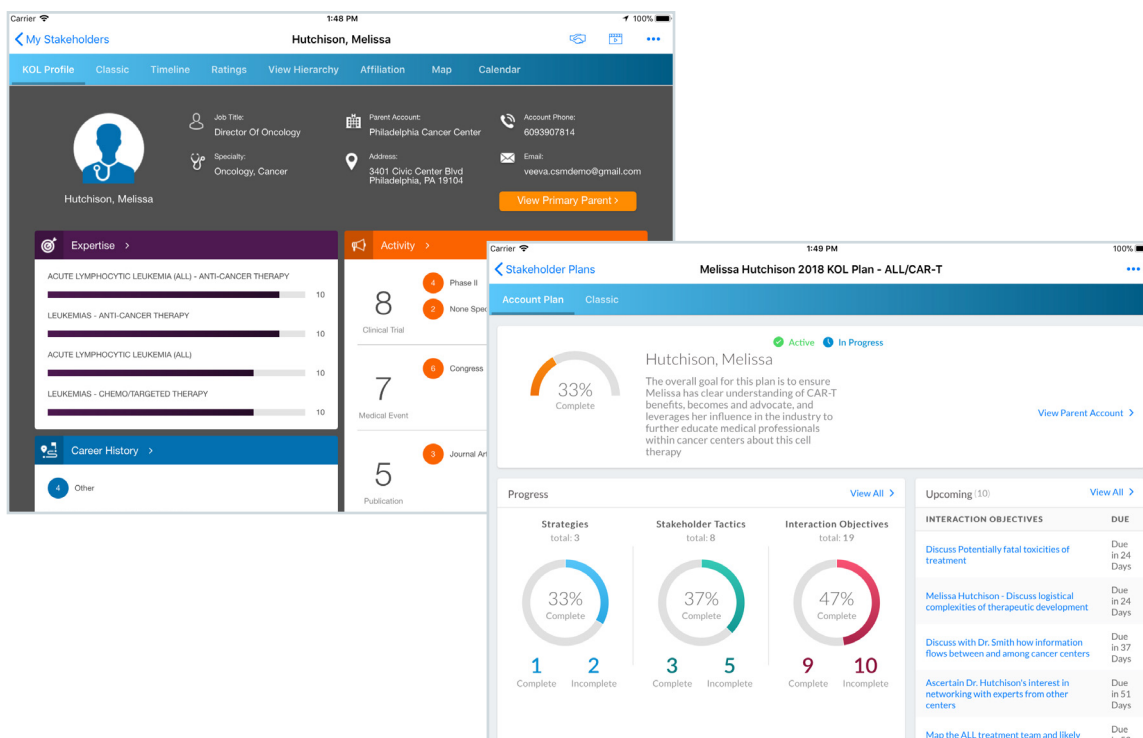 Carrier 1:48 PM 100%
My Stakeholders Hutchison, Melissa
KOL Profile Classic Timeline Ratings View Hierarchy Affiliation Map Calendar
Job Title:
Director Of Oncology
Parent Account:
Philadelphia Cancer Center
Account Phone:
6093907814
Specialty:
Oncology, Cancer
Address:
3401 Civic Center Blvd
Philadelphia, PA 19104
Email:
veeva.csmdemo@gmail.com
Hutchison, Melissa
View Primary Parent >
Expertise >
ACUTE LYMPHOCYTIC LEUKEMIA (ALL) - ANTI-CANCER THERAPY
10
LEUKEMIAS - ANTI-CANCER THERAPY
10
ACUTE LYMPHOCYTIC LEUKEMIA (ALL)
10
LEUKEMIAS - CHEMO/TARGETED THERAPY
10
Career History >
4 Other
Activity >
8
Clinical Trial
4 Phase II
2 None Spec
7
Medical Event
6 Congress
5
Publication
3 Journal Ar
Carrier 1:49 PM 100%
Stakeholder Plans Melissa Hutchison 2018 KOL Plan - ALL/CAR-T
Account Plan Classic
Active In Progress
33%
Complete
Hutchison, Melissa
The overall goal for this plan is to ensure
Melissa has clear understanding of CAR-T
benefits, becomes and advocate, and
leverages her influence in the industry to
further educate medical professionals
within cancer centers about this cell
therapy
View Parent Account >
Progress View All >
Strategies
total: 3
33%
Complete
1 2
Complete Incomplete
Stakeholder Tactics
total: 8
37%
Complete
3 5
Complete Incomplete
Interaction Objectives
total: 19
47%
Complete
9 10
Complete Incomplete
Upcoming (10) View All >
INTERACTION OBJECTIVES DUE
Discuss Potentially fatal toxicities of
treatment
Due
in 24
Days
Melissa Hutchison - Discuss logistical
complexities of therapeutic development
Due
in 24
Days
Discuss with Dr. Smith how information
flows between and among cancer centers
Due
in 37
Days
Ascertain Dr. Hutchison's interest in
networking with experts from other
centers
Due
in 51
Days
Map the ALL treatment team and likely
Due